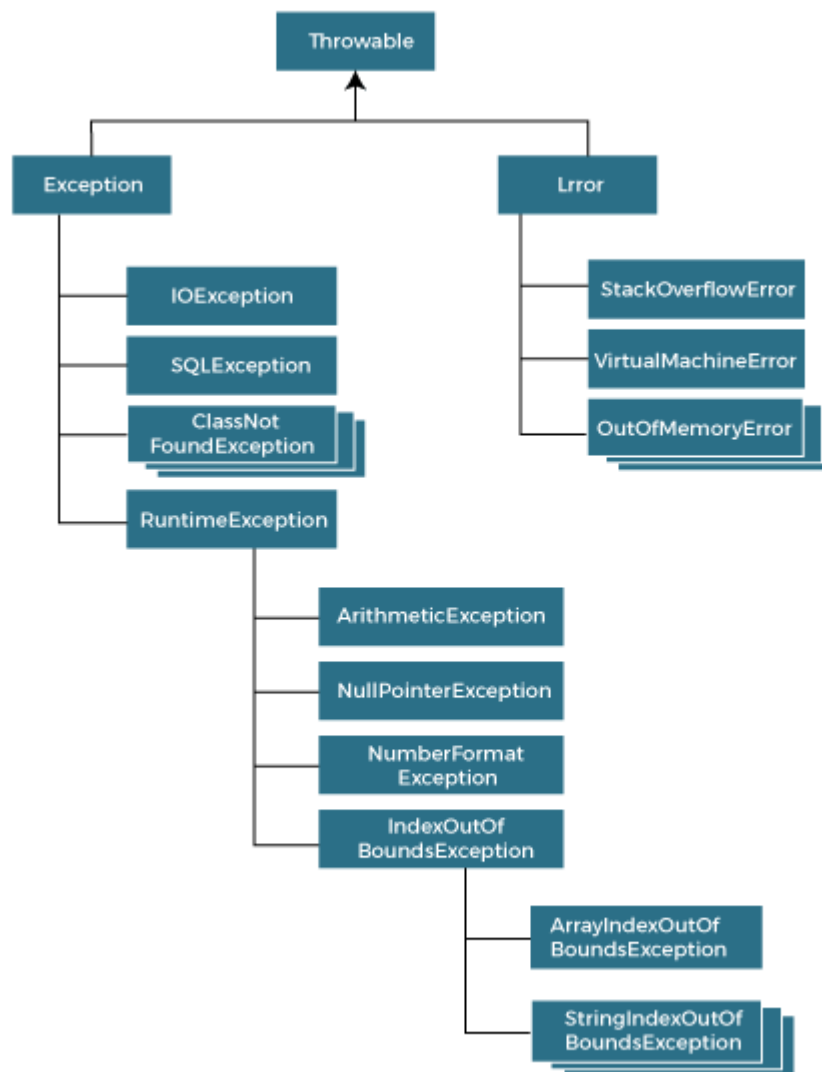 Throwable
Exception
Lrror
IOException
StackOverflowError
SQLException
VirtualMachineError
ClassNot
FoundException
OutOfMemoryError
RuntimeException
ArithmeticException
NullPointerException
NumberFormat
Exception
IndexOutOf
BoundsException
ArrayIndexOutOf
BoundsException
StringIndexOutOf
BoundsException